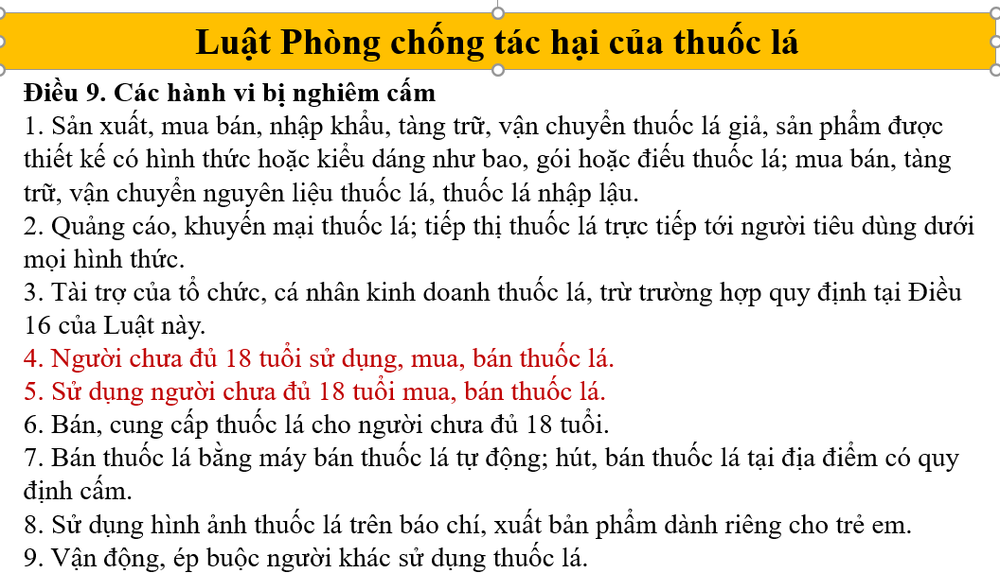 Luật Phòng chống tác hại của thuốc lá
Điều 9. Các hành vi bị nghiêm cấm
1. Sản xuất, mua bán, nhập khẩu, tàng trữ, vận chuyển thuốc lá giả, sản phẩm được
thiết kế có hình thức hoặc kiểu dáng như bao, gói hoặc điếu thuốc lá; mua bán, tàng
trữ, vận chuyển nguyên liệu thuốc lá, thuốc lá nhập lậu.
2. Quảng cáo, khuyến mại thuốc lá; tiếp thị thuốc lá trực tiếp tới người tiêu dùng dưới
mọi hình thức.
3. Tài trợ của tổ chức, cá nhân kinh doanh thuốc lá, trừ trường hợp quy định tại Điều
16 của Luật này.
4. Người chưa đủ 18 tuổi sử dụng, mua, bán thuốc lá.
5. Sử dụng người chưa đủ 18 tuổi mua, bán thuốc lá.
6. Bán, cung cấp thuốc lá cho người chưa đủ 18 tuổi.
7. Bán thuốc lá bằng máy bán thuốc lá tự động; hút, bán thuốc lá tại địa điểm có quy
định cấm.
8. Sử dụng hình ảnh thuốc lá trên báo chí, xuất bản phẩm dành riêng cho trẻ em.
9. Vận động, ép buộc người khác sử dụng thuốc lá.